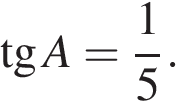 tg A = 1/5.